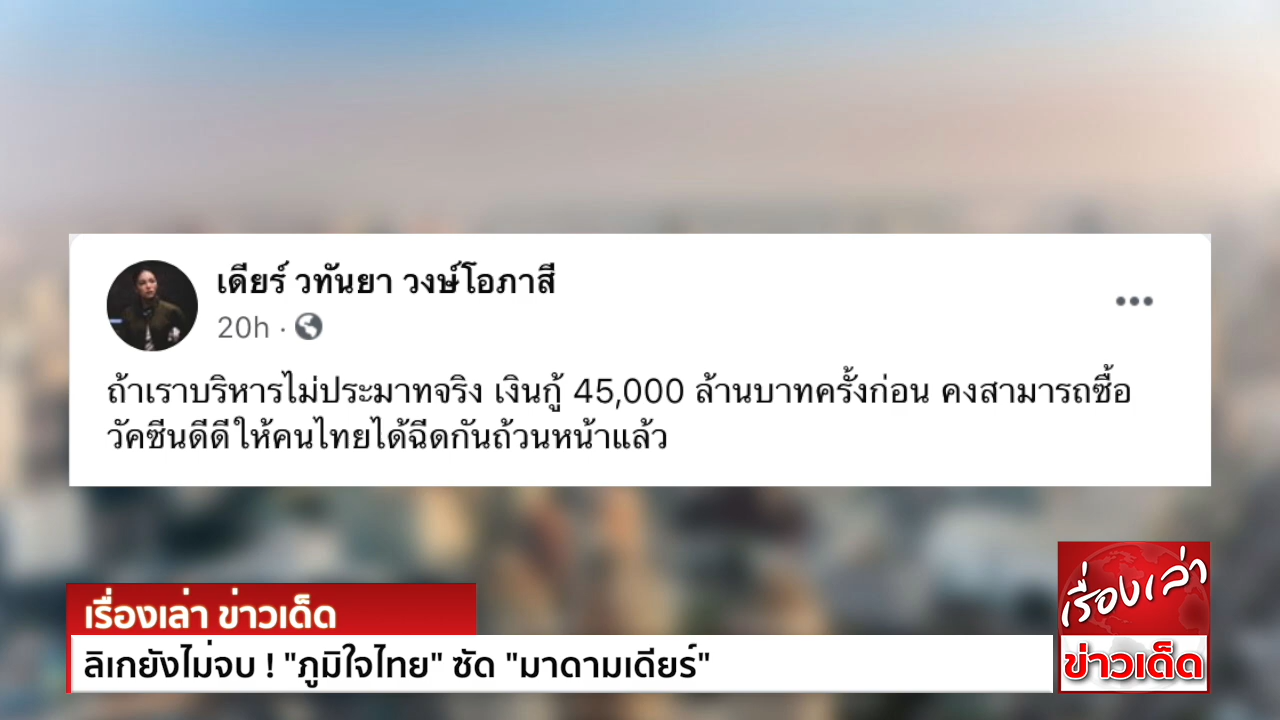 เดียร์ วทันยา วงษ์โอภาสี
20h ·
ถ้าเราบริหารไม่ประมาทจริง เงินกู้ 45,000 ล้านบาทครั้งก่อน คงสามารถซื้อ
วัคซีนดีดีให้คนไทยได้ฉีดกันถ้วนหน้าแล้ว
เรื่องเล่า ข่าวเด็ด
ลิเกยังไม่จบ ! "ภูมิใจไทย" ซัด "มาดามเดียร์"
เรื่องเล่า
ข่าวเด็ด